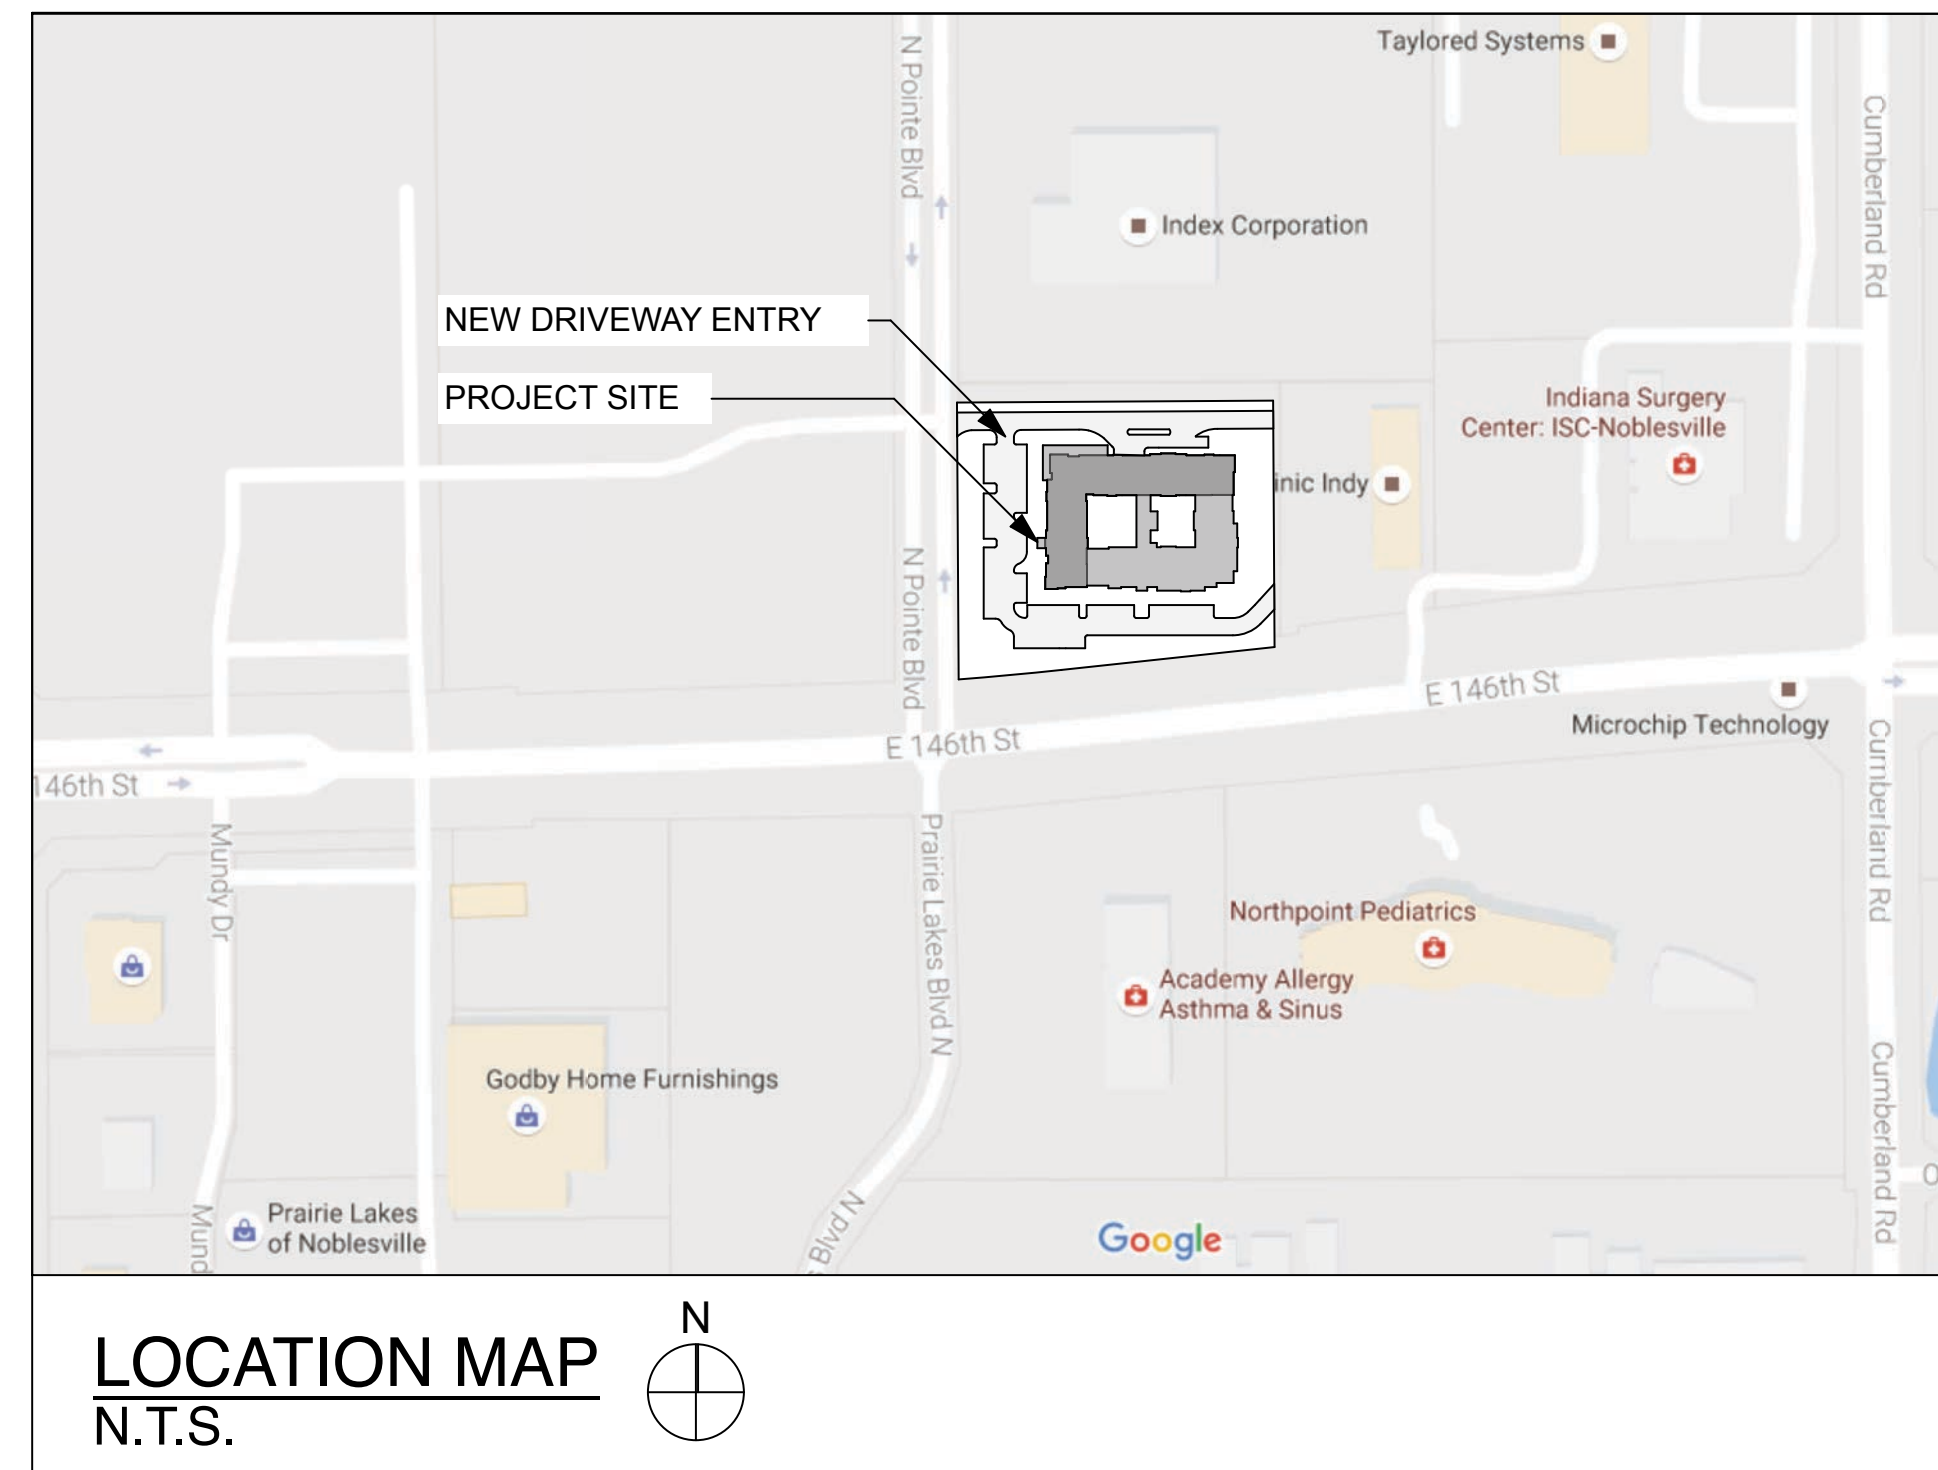 Taylored Systems
N Pointe Blvd
Cumberland Rd
Index Corporation
NEW DRIVEWAY ENTRY
PROJECT SITE
Indiana Surgery
Center: ISC-Noblesville
inic Indy
N Pointe Blvd
E 146th St
Microchip Technology
E 146th St
146th St
Cumberland Rd
Mundy Dr
Prairie Lakes Blvd N
Northpoint Pediatrics
Academy Allergy
Asthma & Sinus
Godby Home Furnishings
Cumberland Rd
Prairie Lakes
of Noblesville
Mund
s Blvd N
Google
LOCATION MAP
N
N.T.S.